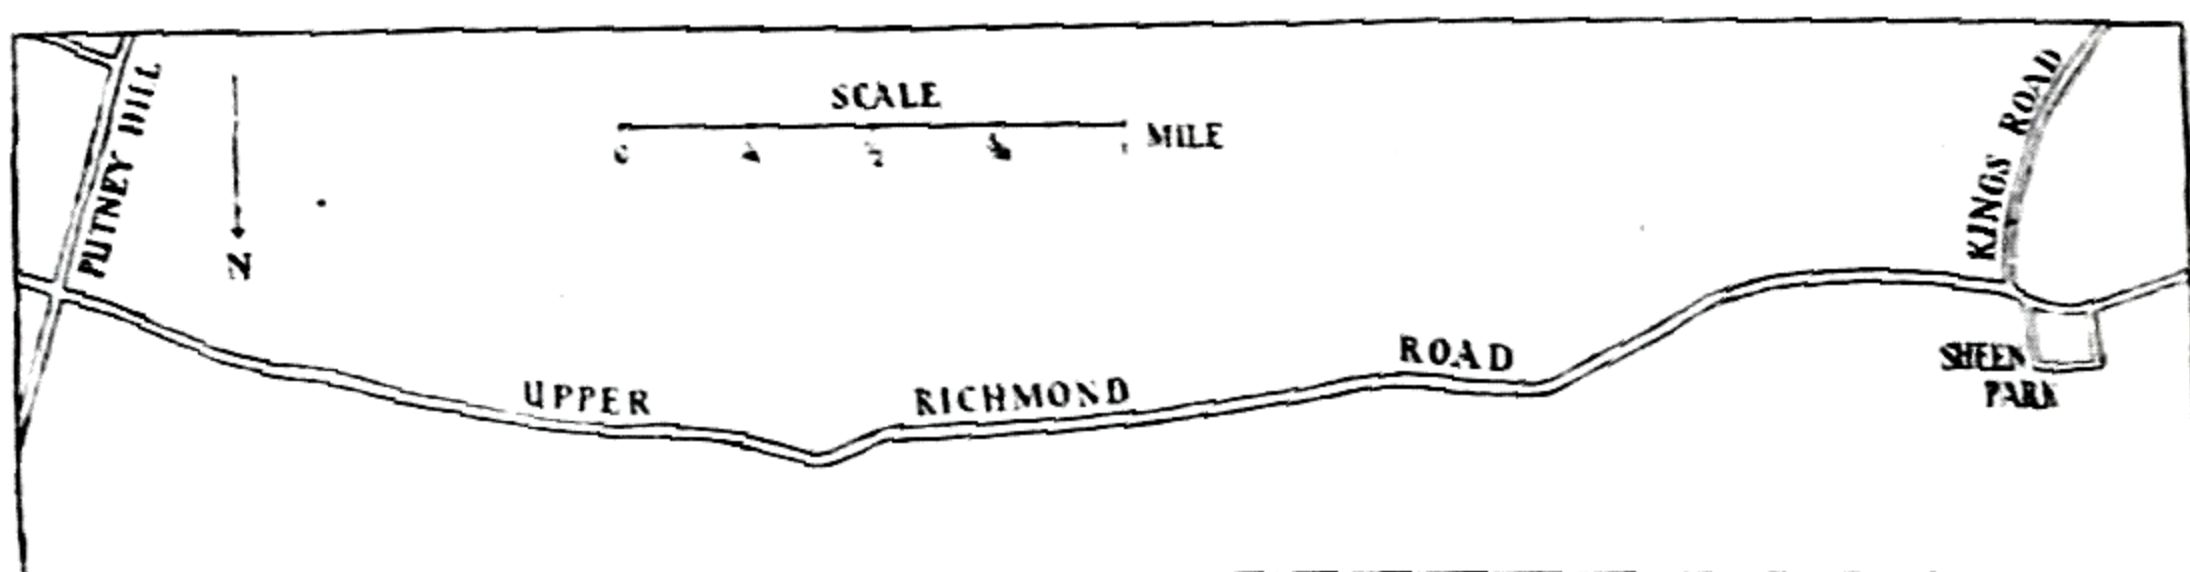 PUTNEY HILL
N
SCALE
MILE
UPPER RICHMOND ROAD
KINGS ROAD
SHEEN
PARK